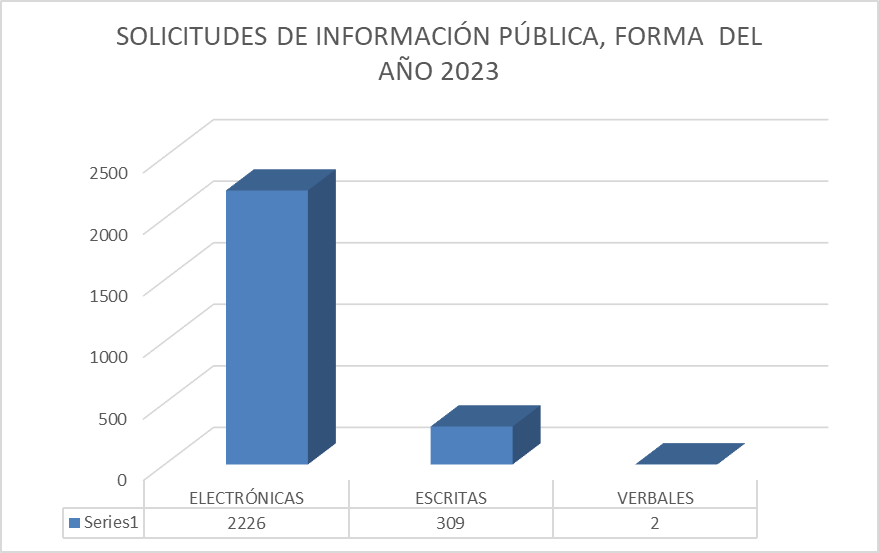 SOLICITUDES DE INFORMACIÓN PÚBLICA, FORMA  DEL
AÑO 2023
2500
2000
1500
1000
500
0
ELECTRÓNICAS ESCRITAS VERBALES
Series1 2226 309 2